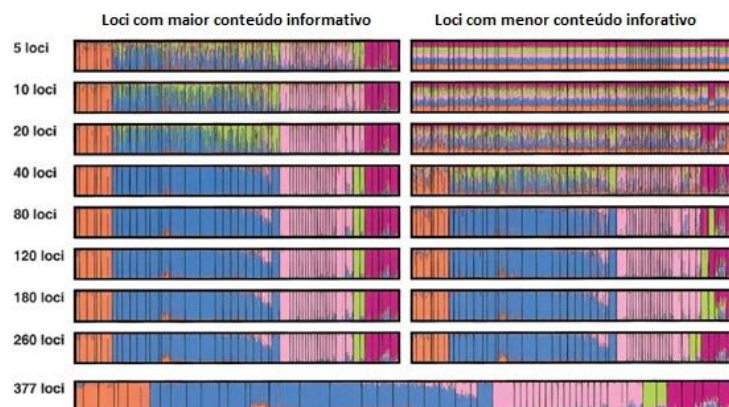 Loci com maior conteúdo informativo
Loci com menor conteúdo inforativo
5 loci
10 loci
20 loci
40 loci
80 loci
120 loci
180 loci
260 loci
377 loci